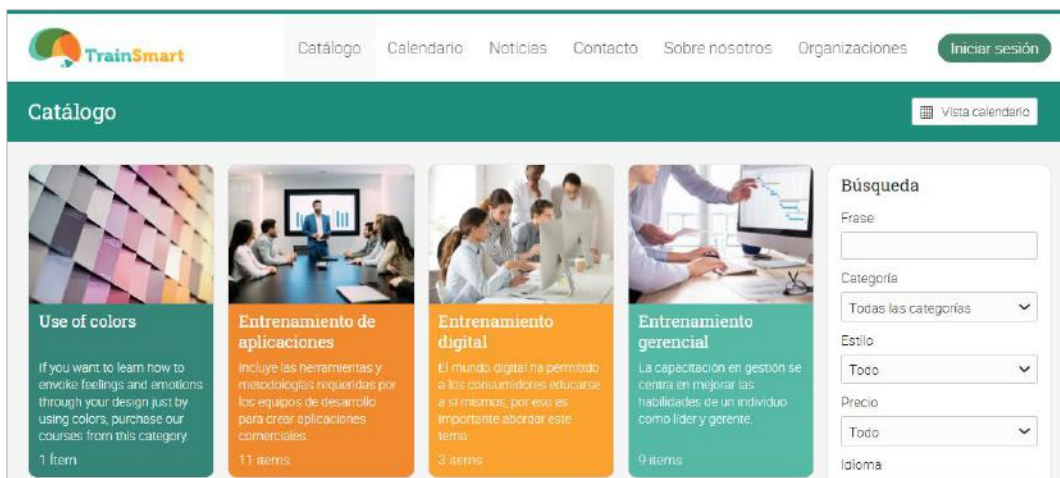 TrainSmart
Catálogo
Calendario
Noticias
Contacto
Sobre nosotros
Organizaciones
Iniciar sesión
Catálogo
Vista calendario
Use of colors
If you want to learn how to
envoke feelings and emotions
through your design just by
using colors, purchase our
courses from this category.
1 Ítem
Entrenamiento de
aplicaciones
Incluye las herramientas y
metodologías requeridas por
los equipos de desarrollo
para crear aplicaciones
comerciales.
11 items
Entrenamiento
digital
El mundo digital ha permitido
a los consumidores educarse
a sí mismos, por eso es
importante abordar este
tema.
3 items
Entrenamiento
gerencial
La capacitación en gestión se
centra en mejorar las
habilidades de un individuo
como líder y gerente.
9 items
Búsqueda
Frase
Categoría
Todas las categorías
Estilo
Todo
Precio
Todo
Idioma